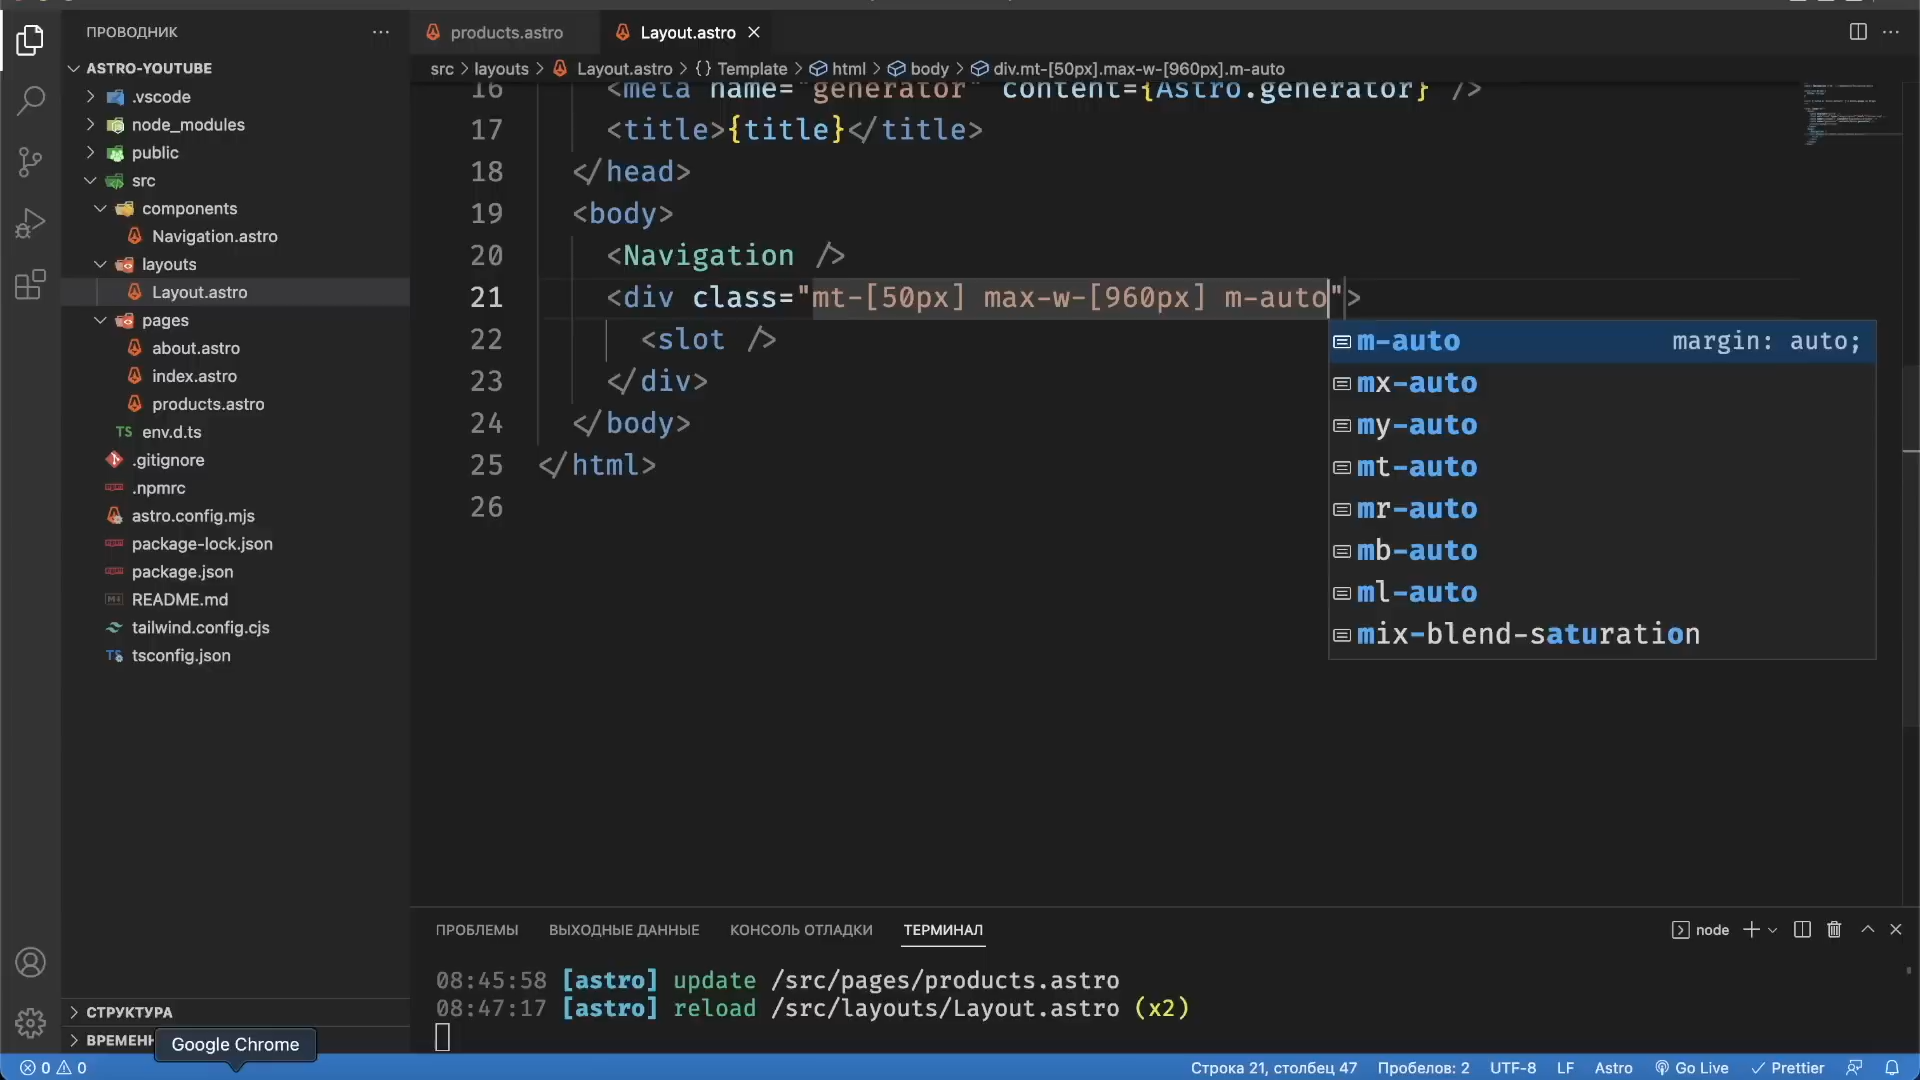 ПРОВОДНИК
products.astro
Layout.astro
src > layouts > Layout.astro > {} Template > html > body > div.mt-[50px].max-w-[960px].m-auto
ASTRO-YOUTUBE
.vscode
node_modules
public
src
components
Navigation.astro
layouts
Layout.astro
pages
about.astro
index.astro
products.astro
TS env.d.ts
.gitignore
.npmrc
astro.config.mjs
package-lock.json
package.json
README.md
tailwind.config.cjs
tsconfig.json
16 <meta name="generator" content={Astro.generator} />
17 <title>{title}</title>
18 </head>
19 <body>
20 <Navigation />
21 <div class="mt-[50px] max-w-[960px] m-auto">
22 <slot />
23 </div>
24 </body>
25 </html>
26
m-auto margin: auto;
mx-auto
my-auto
mt-auto
mr-auto
mb-auto
ml-auto
mix-blend-saturation
ПРОБЛЕМЫ ВЫХОДНЫЕ ДАННЫЕ КОНСОЛЬ ОТЛАДКИ ТЕРМИНАЛ
node
08:45:58 [astro] update /src/pages/products.astro
08:47:17 [astro] reload /src/layouts/Layout.astro (x2)
СТРУКТУРА
Google Chrome
0 0
Строка 21, столбец 47 Пробелов: 2 UTF-8 LF Astro Go Live Prettier